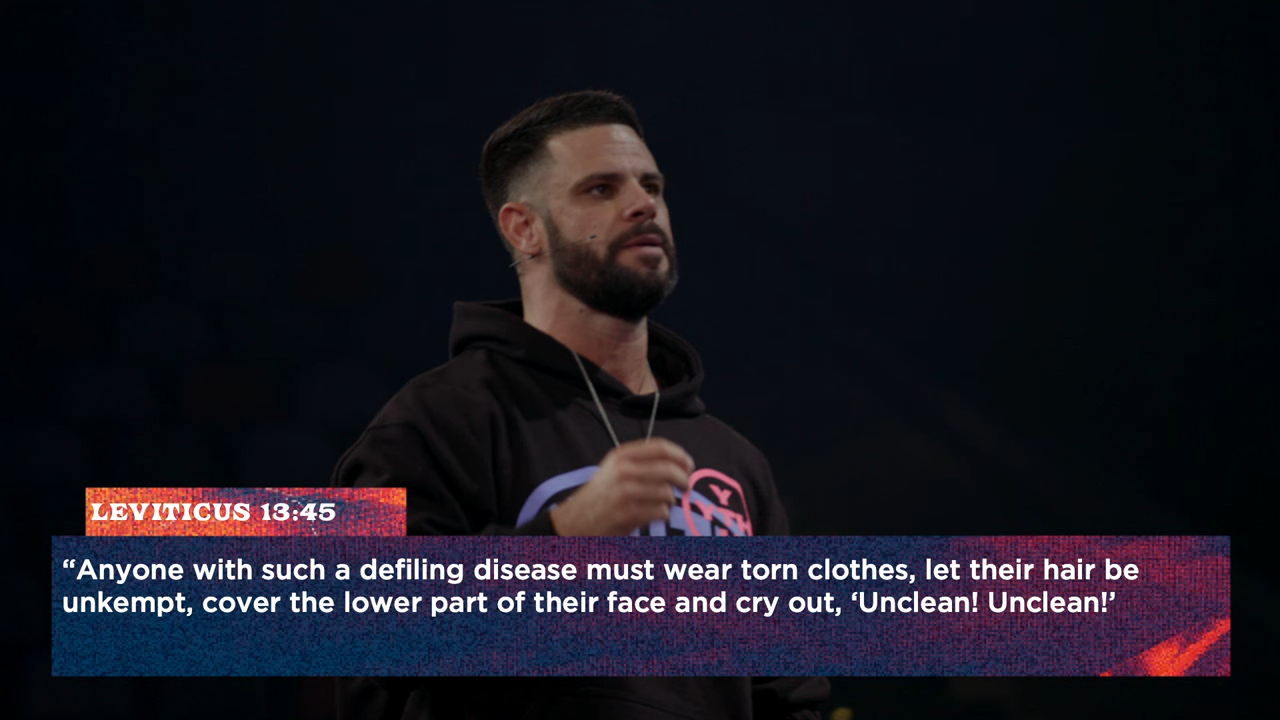 LEVITICUS 13:45
“Anyone with such a defiling disease must wear torn clothes, let their hair be
unkempt, cover the lower part of their face and cry out, ‘Unclean! Unclean!’